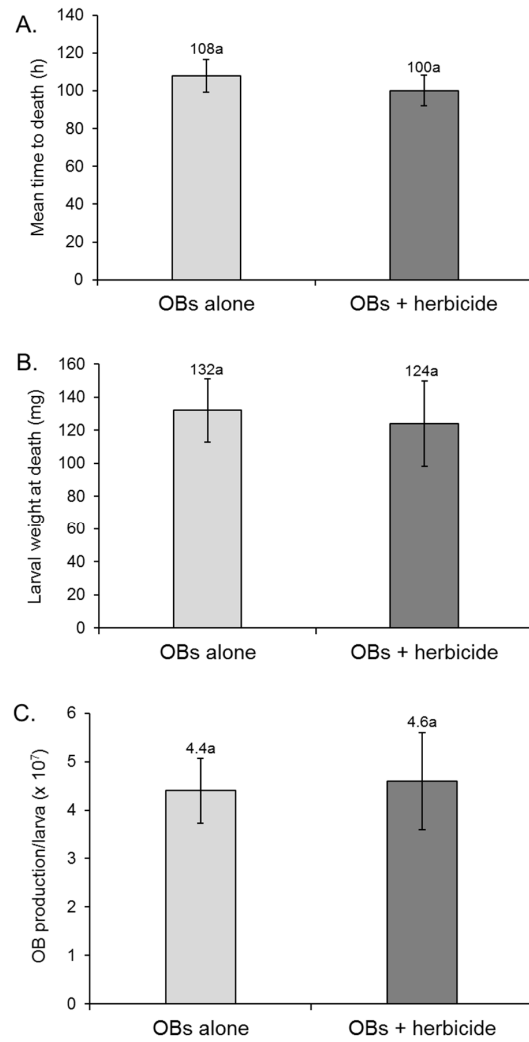 A.
Mean time to death (h)
140
120
100
80
60
40
20
0
108a
100a
OBs alone
OBs + herbicide
B.
Larval weight at death (mg)
160
140
120
100
80
60
40
20
0
132a
124a
OBs alone
OBs + herbicide
C.
OB production/larva (x 10⁷)
6
5
4
3
2
1
0
4.4a
4.6a
OBs alone
OBs + herbicide